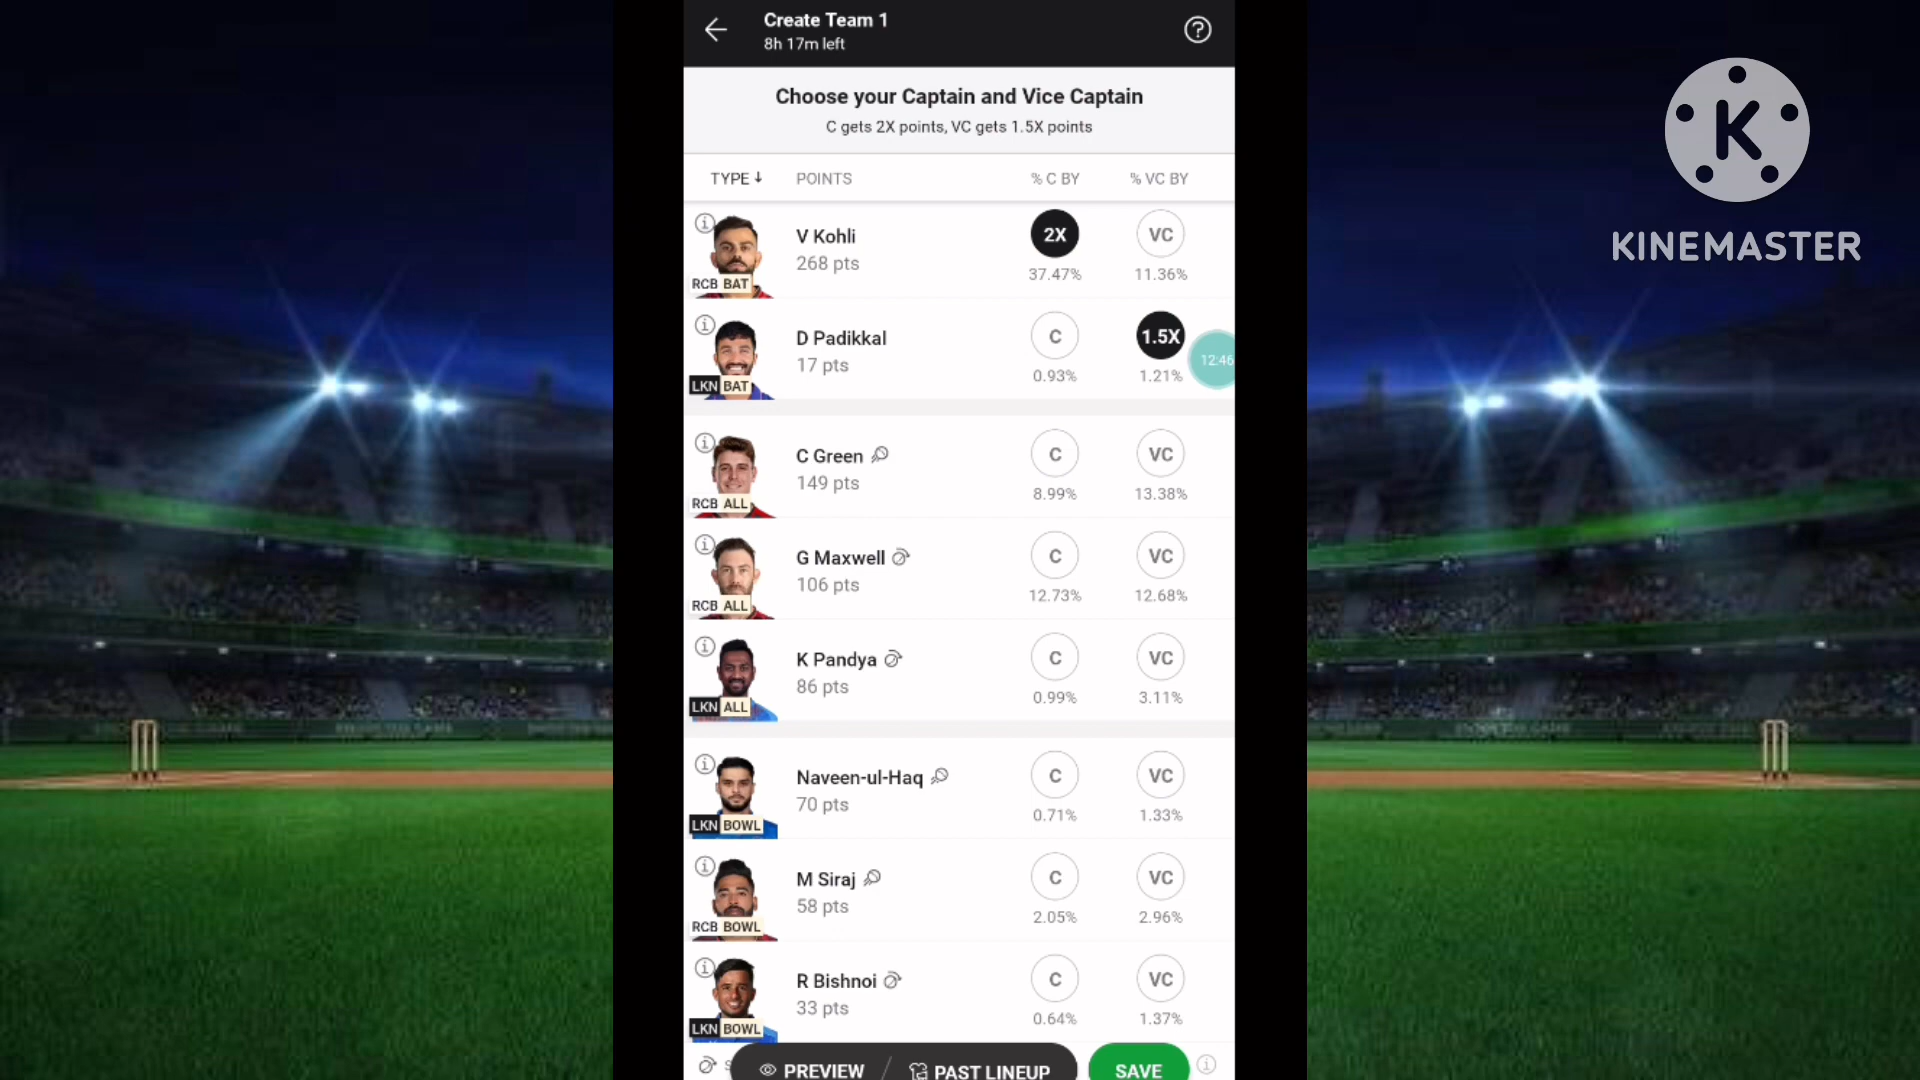 Create Team 1
8h 17m left
Choose your Captain and Vice Captain
C gets 2X points, VC gets 1.5X points
TYPE POINTS % C BY % VC BY
V Kohli 2X VC
268 pts 37.47% 11.36%
RCB BAT
D Padikkal C 1.5X
17 pts 0.93% 1.21%
LKN BAT
12:46
C Green C VC
149 pts 8.99% 13.38%
RCB ALL
G Maxwell C VC
106 pts 12.73% 12.68%
RCB ALL
K Pandya C VC
86 pts 0.99% 3.11%
LKN ALL
Naveen-ul-Haq C VC
70 pts 0.71% 1.33%
LKN BOWL
M Siraj C VC
58 pts 2.05% 2.96%
RCB BOWL
R Bishnoi C VC
33 pts 0.64% 1.37%
LKN BOWL
PREVIEW PAST LINEUP SAVE
K
KINEMASTER